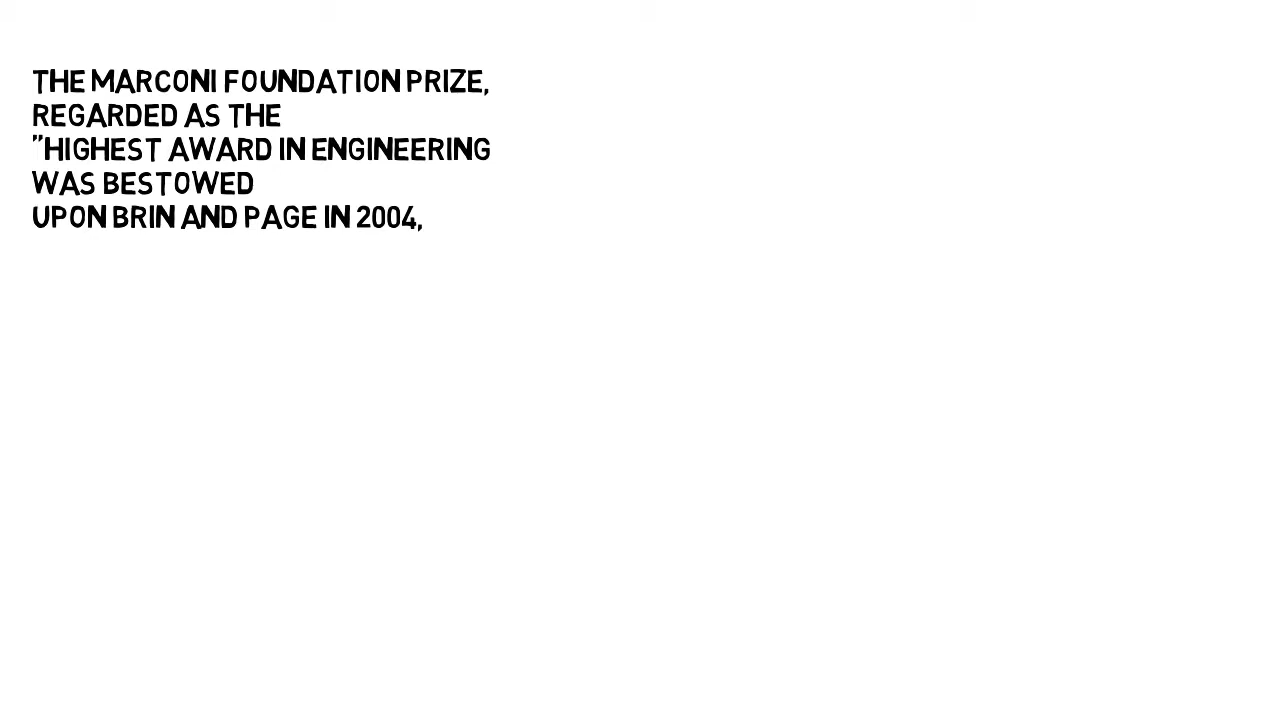 THE MARCONI FOUNDATION PRIZE,
REGARDED AS THE
"HIGHEST AWARD IN ENGINEERING
WAS BESTOWED
UPON BRIN AND PAGE IN 2004,